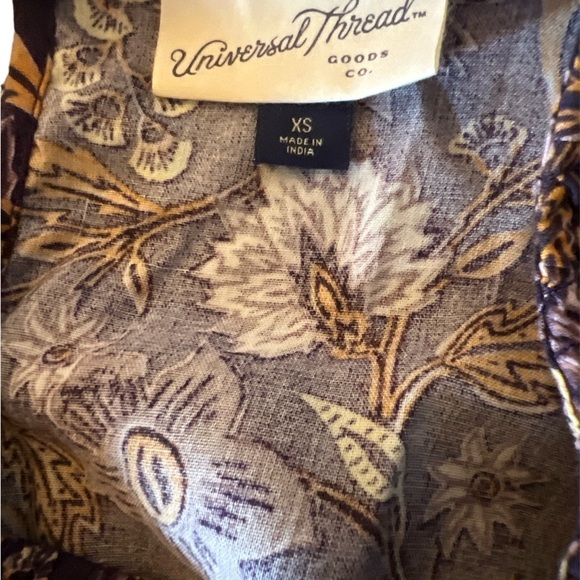 Universal Thread™
GOODS
CO.
XS
MADE IN
INDIA